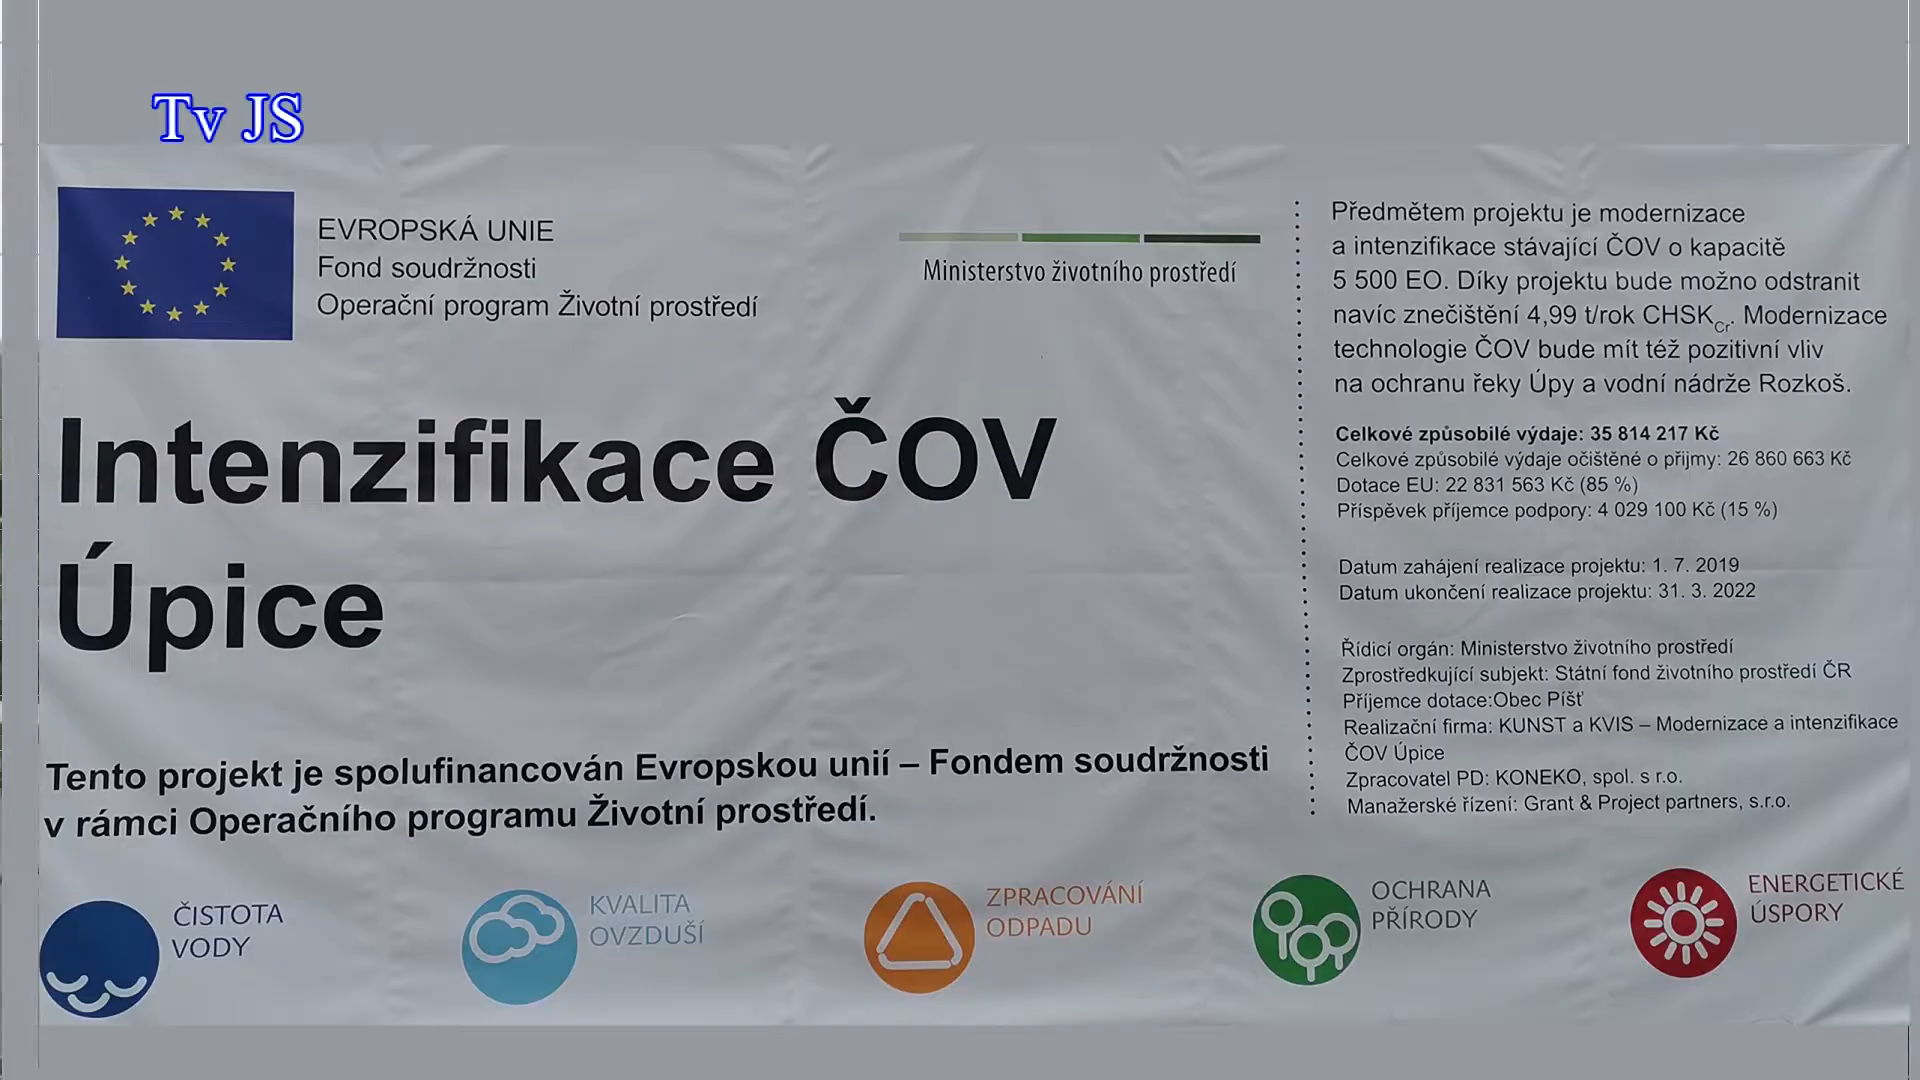 Tv JS
EVROPSKÁ UNIE
Fond soudržnosti
Operační program Životní prostředí
Ministerstvo životního prostředí
Intenzifikace ČOV
Úpice
Tento projekt je spolufinancován Evropskou unií – Fondem soudržnosti
v rámci Operačního programu Životní prostředí.
Předmětem projektu je modernizace
a intenzifikace stávající ČOV o kapacitě
5 500 EO. Díky projektu bude možno odstranit
navíc znečištění 4,99 t/rok CHSKCr. Modernizace
technologie ČOV bude mít též pozitivní vliv
na ochranu řeky Úpy a vodní nádrže Rozkoš.
Celkové způsobilé výdaje: 35 814 217 Kč
Celkové způsobilé výdaje očištěné o přijmy: 26 860 663 Kč
Dotace EU: 22 831 563 Kč (85 %)
Příspěvek příjemce podpory: 4 029 100 Kč (15 %)
Datum zahájení realizace projektu: 1. 7. 2019
Datum ukončení realizace projektu: 31. 3. 2022
Řídicí orgán: Ministerstvo životního prostředí
Zprostředkující subjekt: Státní fond životního prostředí ČR
Příjemce dotace:Obec Píšť
Realizační firma: KUNST a KVIS – Modernizace a intenzifikace
ČOV Úpice
Zpracovatel PD: KONEKO, spol. s r.o.
Manažerské řízení: Grant & Project partners, s.r.o.
ČISTOTA
VODY
KVALITA
OVZDUŠÍ
ZPRACOVÁNÍ
ODPADU
OCHRANA
PŘÍRODY
ENERGETICKÉ
ÚSPORY